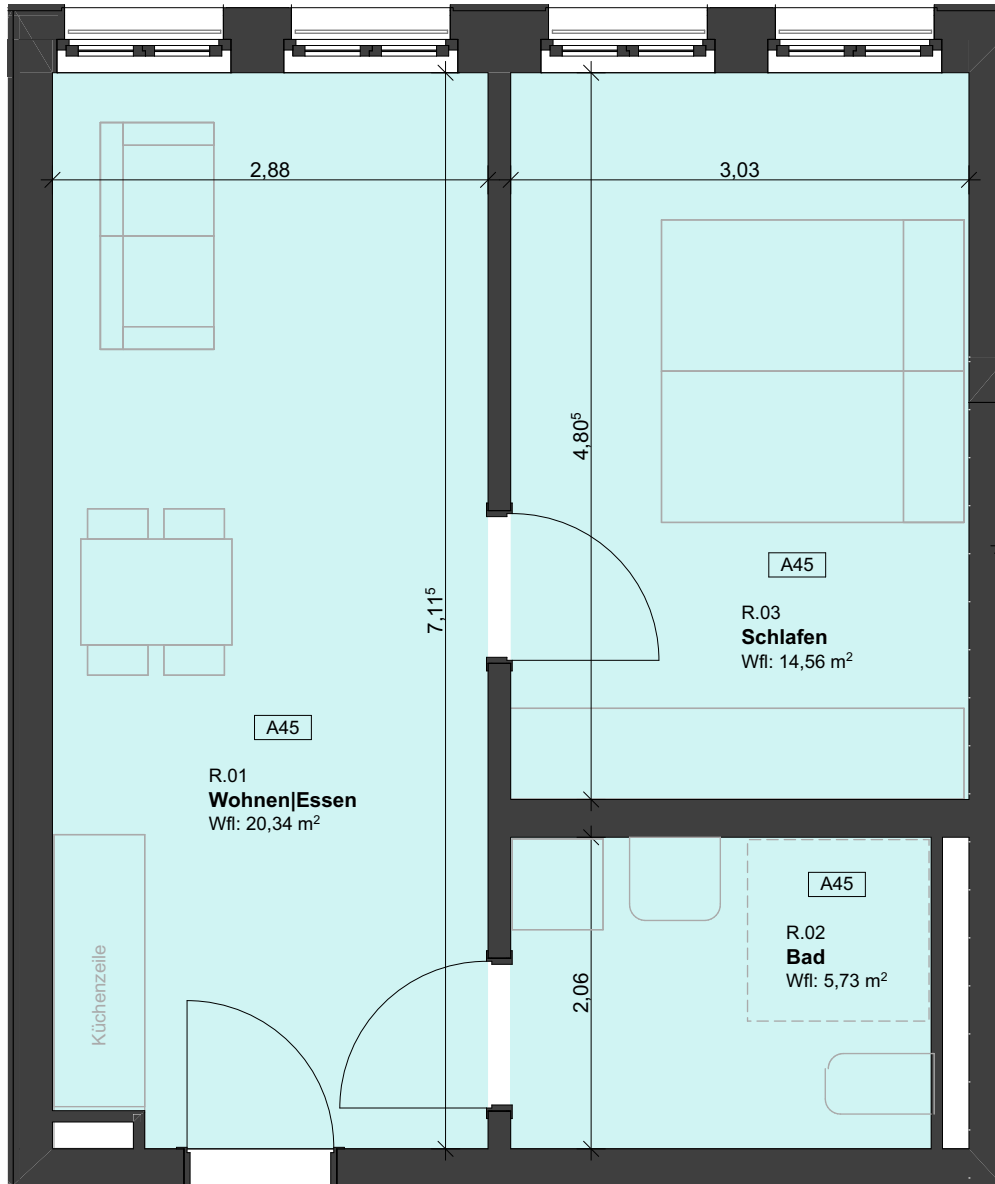 2,88
3,03
4,80⁵
7,11⁵
A45
R.03
Schlafen
Wfl: 14,56 m²
A45
R.01
Wohnen|Essen
Wfl: 20,34 m²
Küchenzeile
2,06
A45
R.02
Bad
Wfl: 5,73 m²